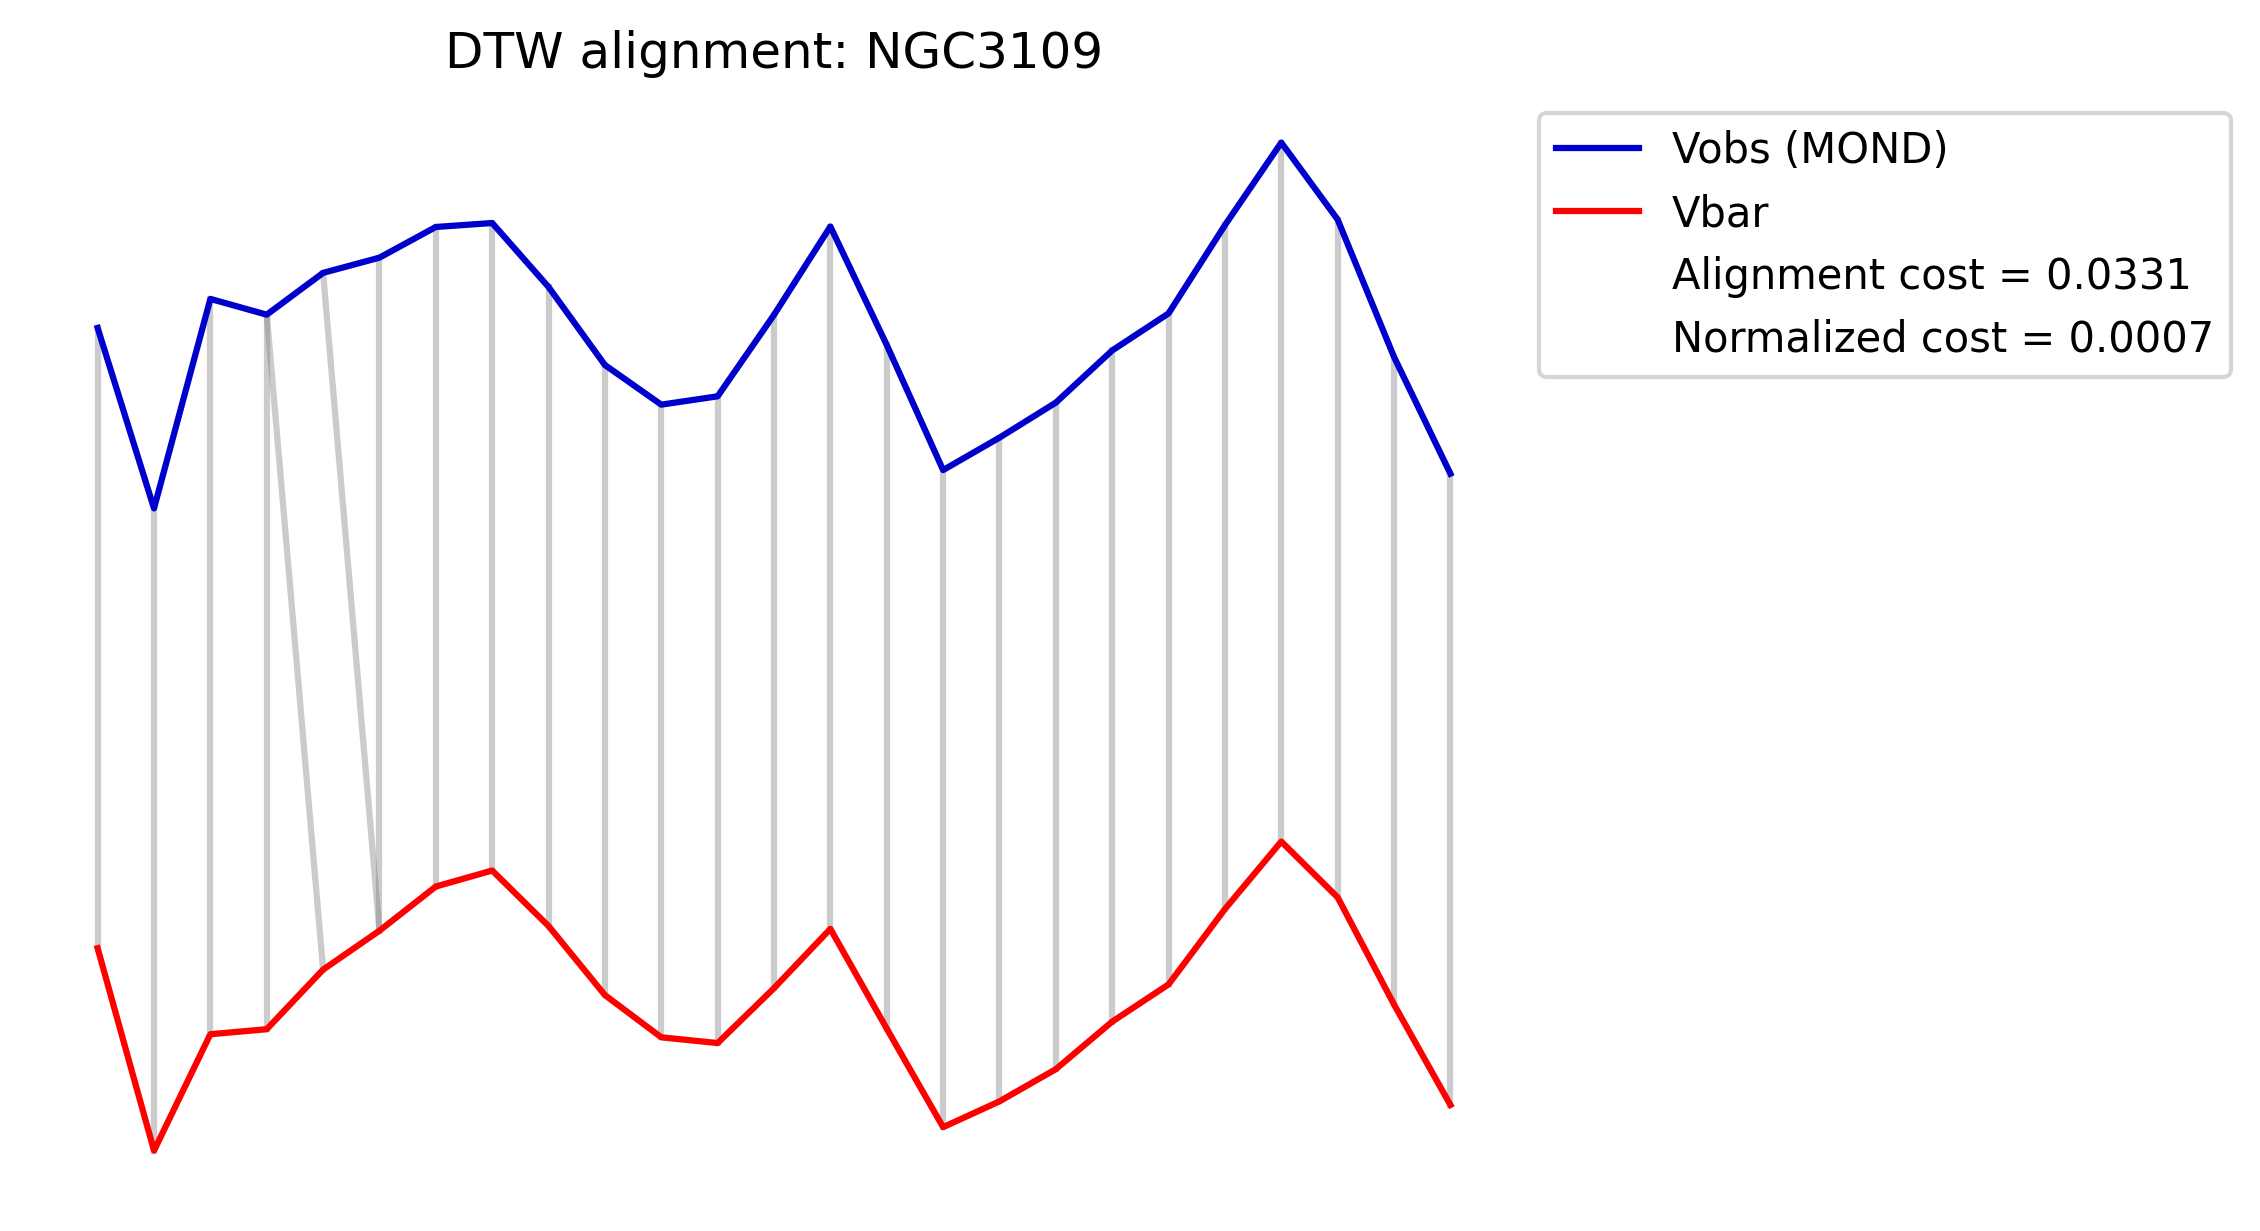 DTW alignment: NGC3109
Vobs (MOND)
Vbar
Alignment cost = 0.0331
Normalized cost = 0.0007